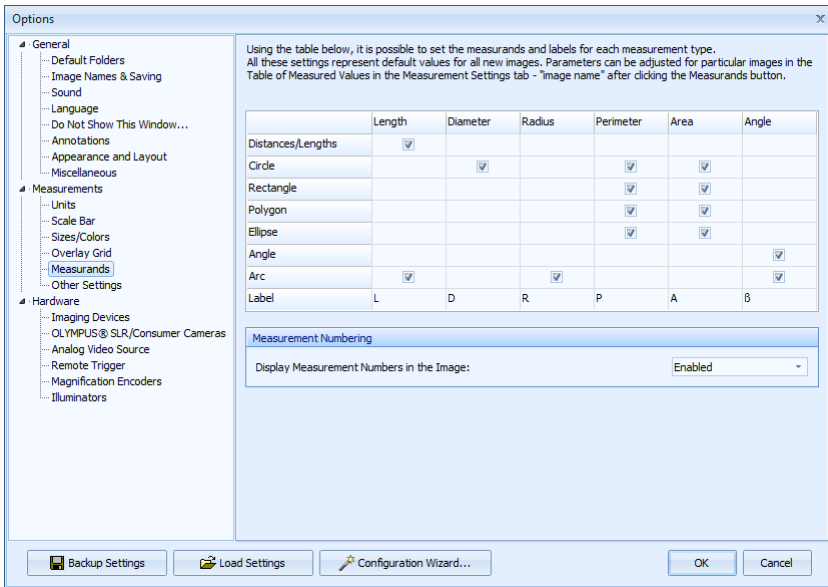 Options
x
General
Default Folders
Image Names & Saving
Sound
Language
Do Not Show This Window...
Annotations
Appearance and Layout
Miscellaneous
Measurements
Units
Scale Bar
Sizes/Colors
Overlay Grid
Measurands
Other Settings
Hardware
Imaging Devices
OLYMPUS® SLR/Consumer Cameras
Analog Video Source
Remote Trigger
Magnification Encoders
Illuminators
Using the table below, it is possible to set the measurands and labels for each measurement type.
All these settings represent default values for all new images. Parameters can be adjusted for particular images in the
Table of Measured Values in the Measurement Settings tab - "image name" after clicking the Measurands button.
Length Diameter Radius Perimeter Area Angle
Distances/Lengths
Circle
Rectangle
Polygon
Ellipse
Angle
Arc
Label L D R P A ß
Measurement Numbering
Display Measurement Numbers in the Image: Enabled
Backup Settings Load Settings Configuration Wizard... OK Cancel